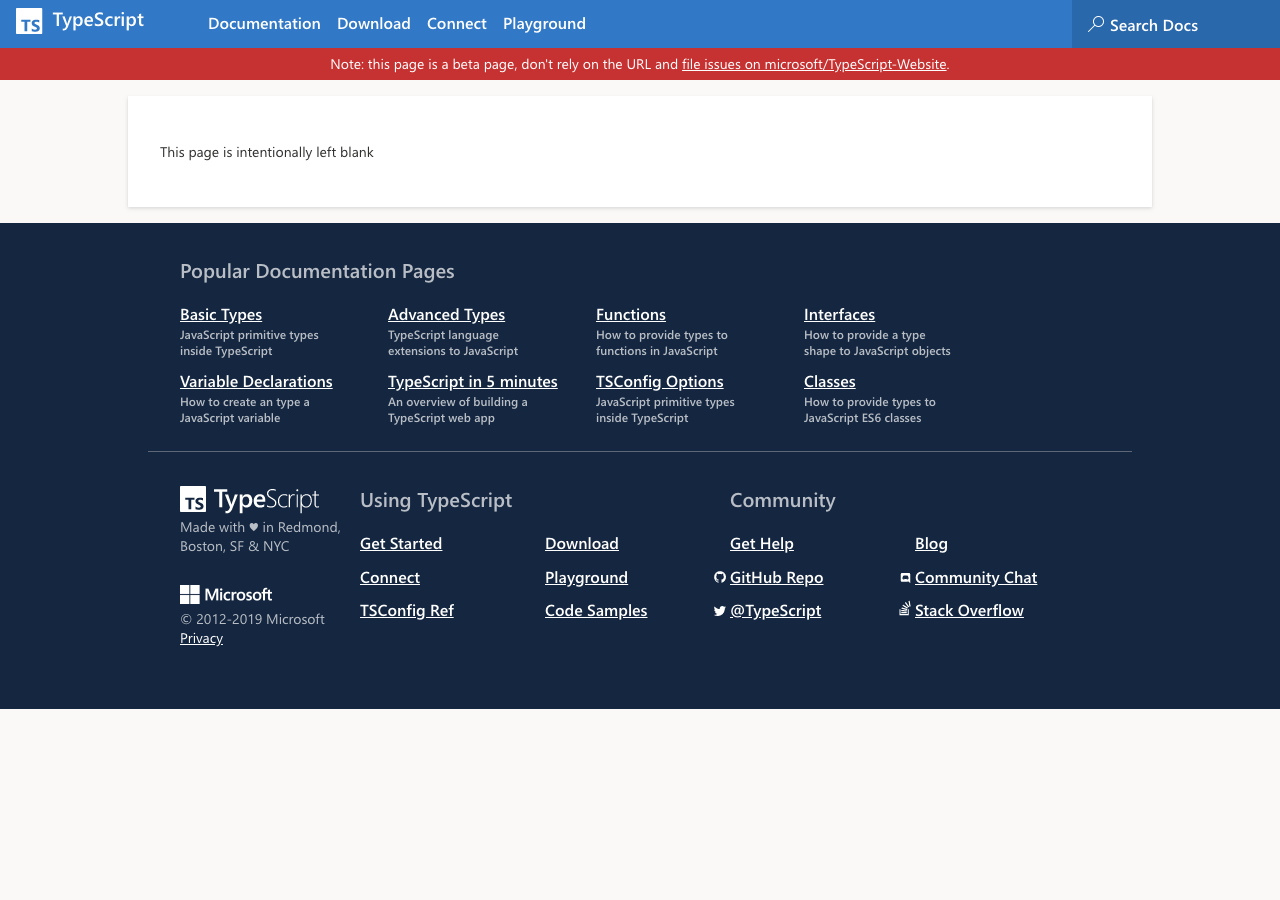 TS TypeScript
Documentation Download Connect Playground
Search Docs
Note: this page is a beta page, don't rely on the URL and file issues on microsoft/TypeScript-Website.
This page is intentionally left blank
Popular Documentation Pages
Basic Types
JavaScript primitive types
inside TypeScript
Advanced Types
TypeScript language
extensions to JavaScript
Functions
How to provide types to
functions in JavaScript
Interfaces
How to provide a type
shape to JavaScript objects
Variable Declarations
How to create an type a
JavaScript variable
TypeScript in 5 minutes
An overview of building a
TypeScript web app
TSConfig Options
JavaScript primitive types
inside TypeScript
Classes
How to provide types to
JavaScript ES6 classes
TS TypeScript
Made with ♥ in Redmond,
Boston, SF & NYC
Microsoft
© 2012-2019 Microsoft
Privacy
Using TypeScript
Get Started
Download
Connect
Playground
TSConfig Ref
Code Samples
Community
Get Help
Blog
GitHub Repo
Community Chat
@TypeScript
Stack Overflow